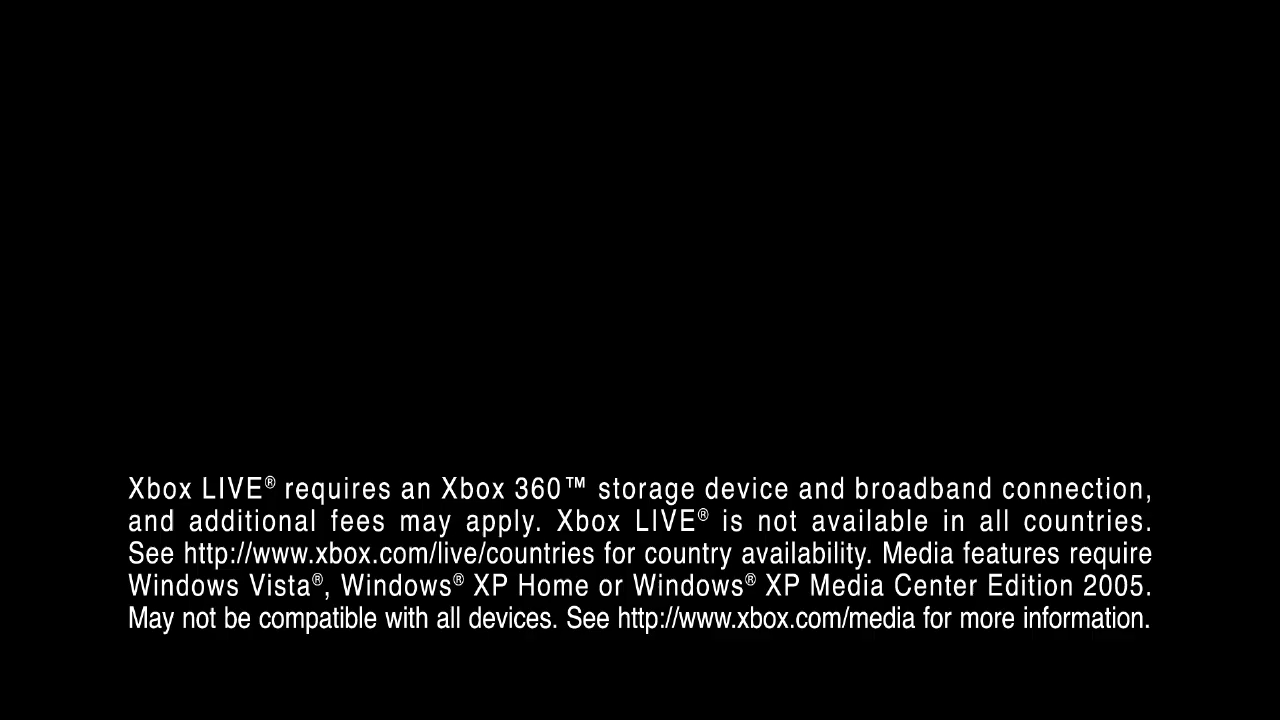 Xbox LIVE® requires an Xbox 360™ storage device and broadband connection,
and additional fees may apply. Xbox LIVE® is not available in all countries.
See http://www.xbox.com/live/countries for country availability. Media features require
Windows Vista®, Windows® XP Home or Windows® XP Media Center Edition 2005.
May not be compatible with all devices. See http://www.xbox.com/media for more information.